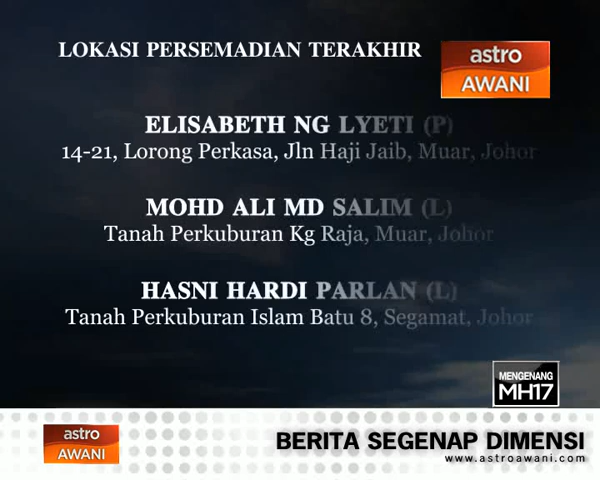 LOKASI PERSEMADIAN TERAKHIR
astro
AWANI
ELISABETH NG LYETI (P)
14-21, Lorong Perkasa, Jln Haji Jaib, Muar, Johor
MOHD ALI MD SALIM (L)
Tanah Perkuburan Kg Raja, Muar, Johor
HASNI HARDI PARLAN (L)
Tanah Perkuburan Islam Batu 8, Segamat, Johor
MENGENANG
MH17
astro
AWANI
BERITA SEGENAP DIMENSI
www.astroawani.com